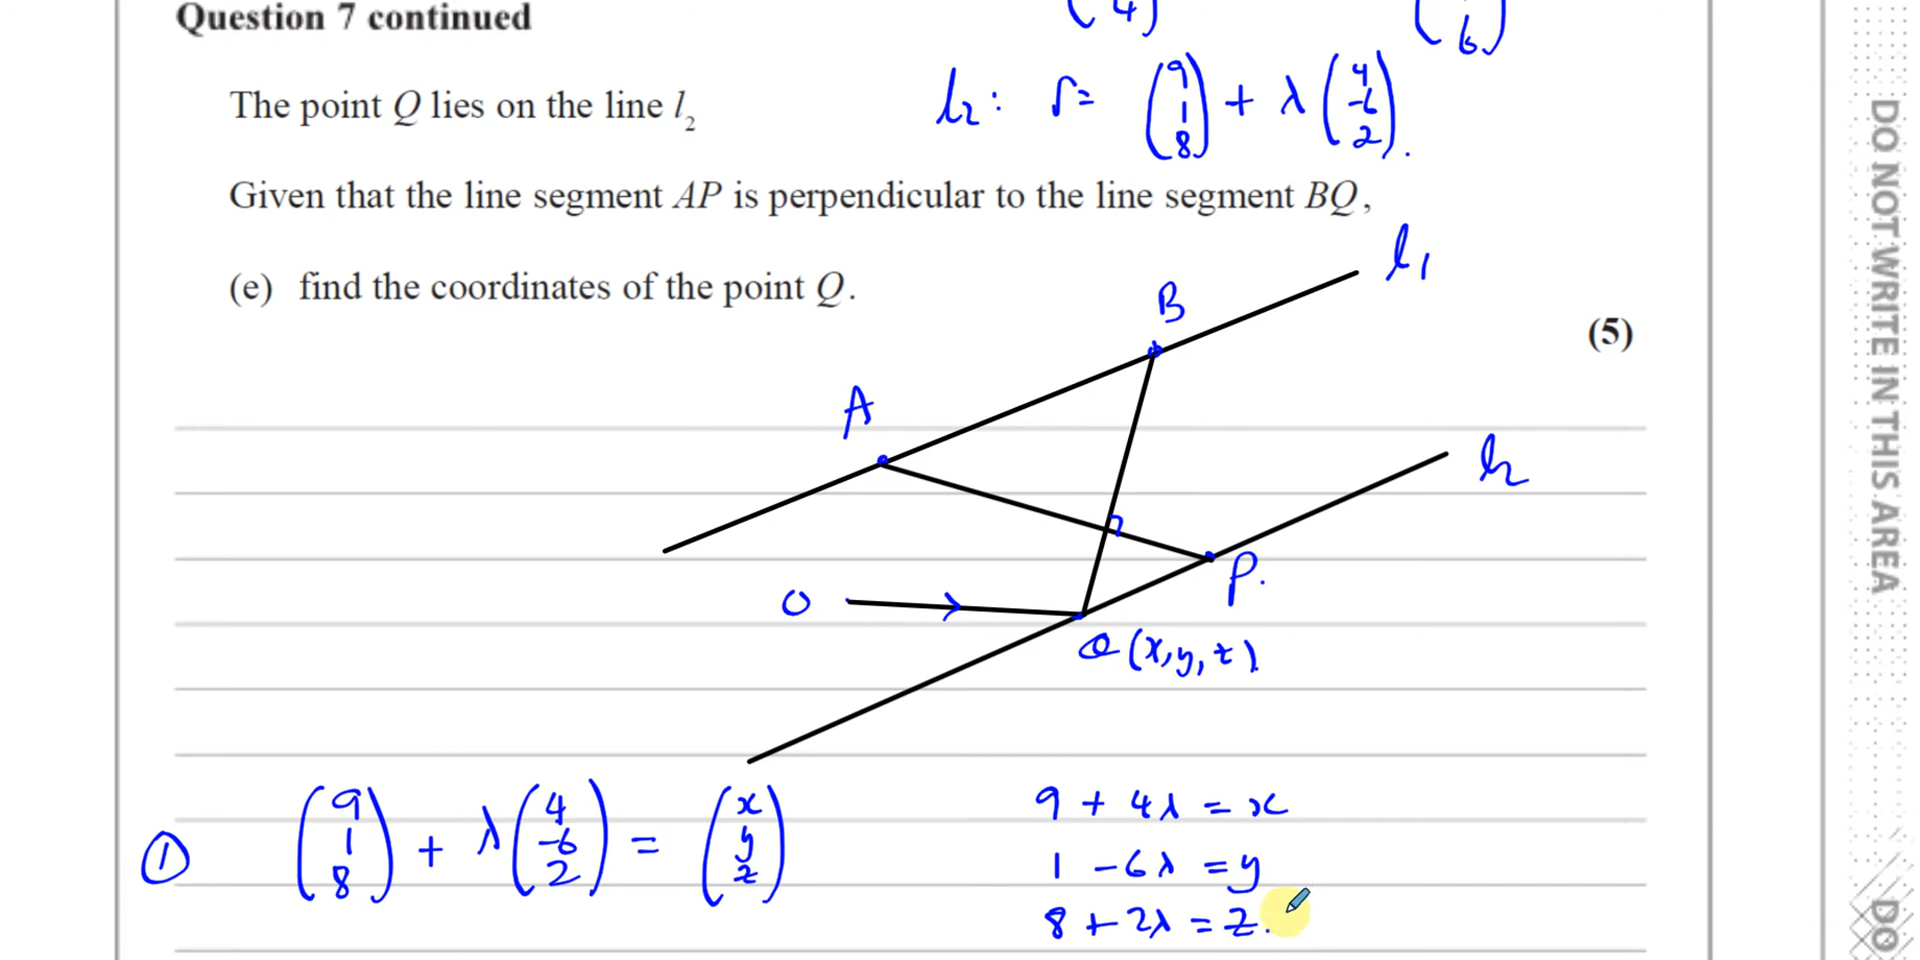 Question 7 continued
4
6
The point Q lies on the line l₂
l₂ : r = (9 1 8) + λ (4 -6 2).
Given that the line segment AP is perpendicular to the line segment BQ,
(e) find the coordinates of the point Q.
(5)
l₁
B
A
l₂
P.
O
Q (x, y, z)
① (9 1 8) + λ (4 -6 2) = (x y z)
9 + 4λ = x
1 - 6λ = y
8 + 2λ = z.
DO NOT WRITE IN THIS AREA
DO